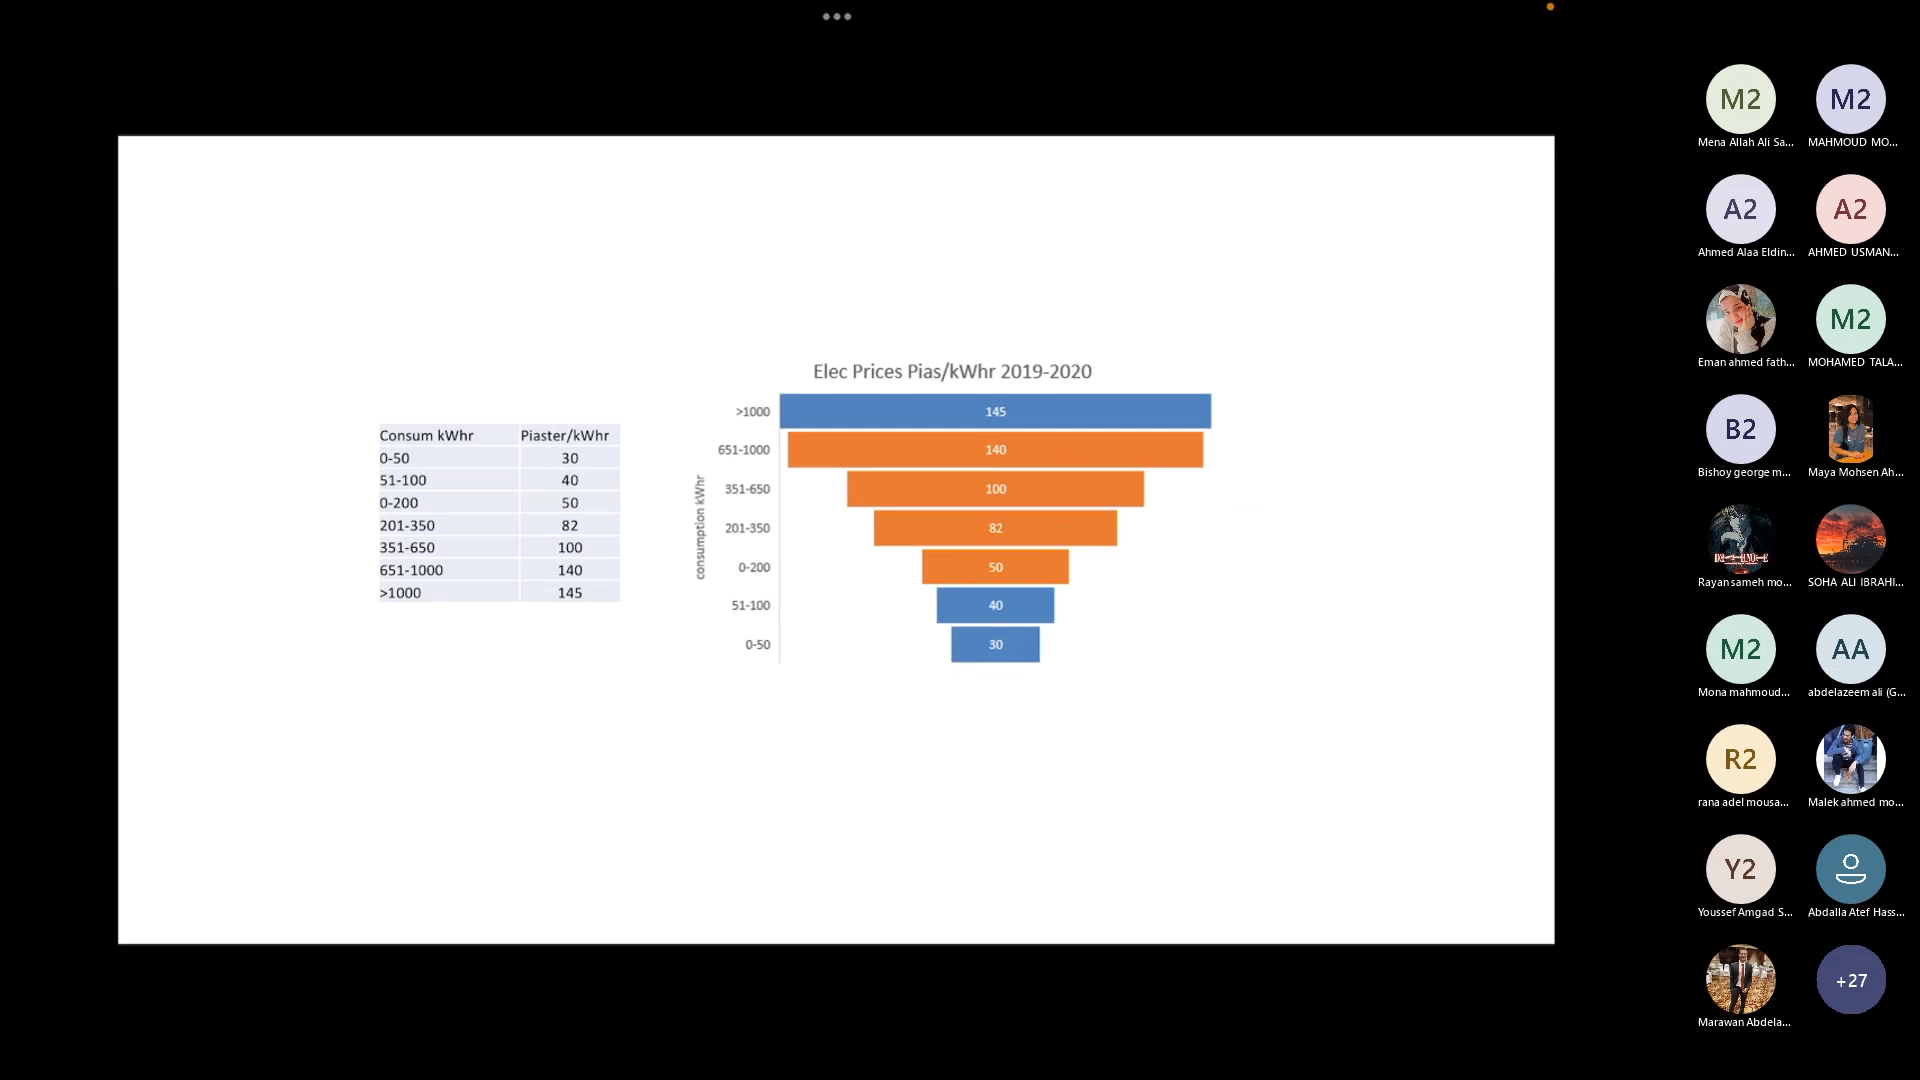 Consum kWhr Piaster/kWhr
0-50 30
51-100 40
0-200 50
201-350 82
351-650 100
651-1000 140
>1000 145
Elec Prices Pias/kWhr 2019-2020
consumption kWhr
>1000 145
651-1000 140
351-650 100
201-350 82
0-200 50
51-100 40
0-50 30
M2 M2
Mena Allah Ali Sa... MAHMOUD MO...
A2 A2
Ahmed Alaa Eldin... AHMED USMAN...
M2
Eman ahmed fath... MOHAMED TALA...
B2
Bishoy george m... Maya Mohsen Ah...
Rayan sameh mo... SOHA ALI IBRAHI...
M2 AA
Mona mahmoud... abdelazeem ali (G...
R2
rana adel mousa... Malek ahmed mo...
Y2
Youssef Amgad S... Abdalla Atef Hass...
+27
Marawan Abdela...